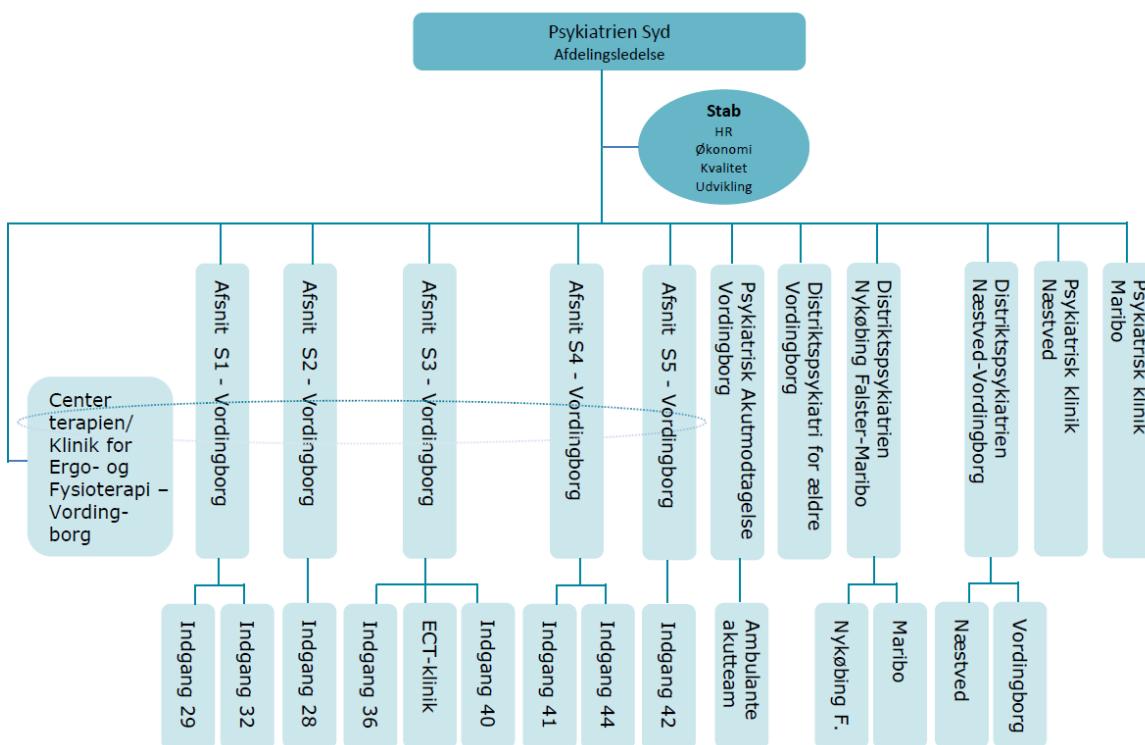 Psykiatrien Syd
Afdelingsledelse
Stab
HR
Økonomi
Kvalitet
Udvikling
Center
terapien/
Klinik for
Ergo- og
Fysioterapi –
Vording-
borg
Afsnit S1 - Vordingborg
Afsnit S2 - Vordingborg
Afsnit S3 - Vordingborg
Afsnit S4 - Vordingborg
Afsnit S5 - Vordingborg
Psykiatrisk Akutmodtagelse
Vordingborg
Distriktspsykiatri for ældre
Vordingborg
Distriktspsykiatrien
Nykøbing Falster-Maribo
Distriktspsykiatrien
Næstved-Vordingborg
Psykiatrisk klinik
Næstved
Psykiatrisk klinik
Maribo
Indgang 29
Indgang 32
Indgang 28
Indgang 36
ECT-klinik
Indgang 40
Indgang 41
Indgang 44
Indgang 42
Ambulante
akutteam
Nykøbing F.
Maribo
Næstved
Vordingborg